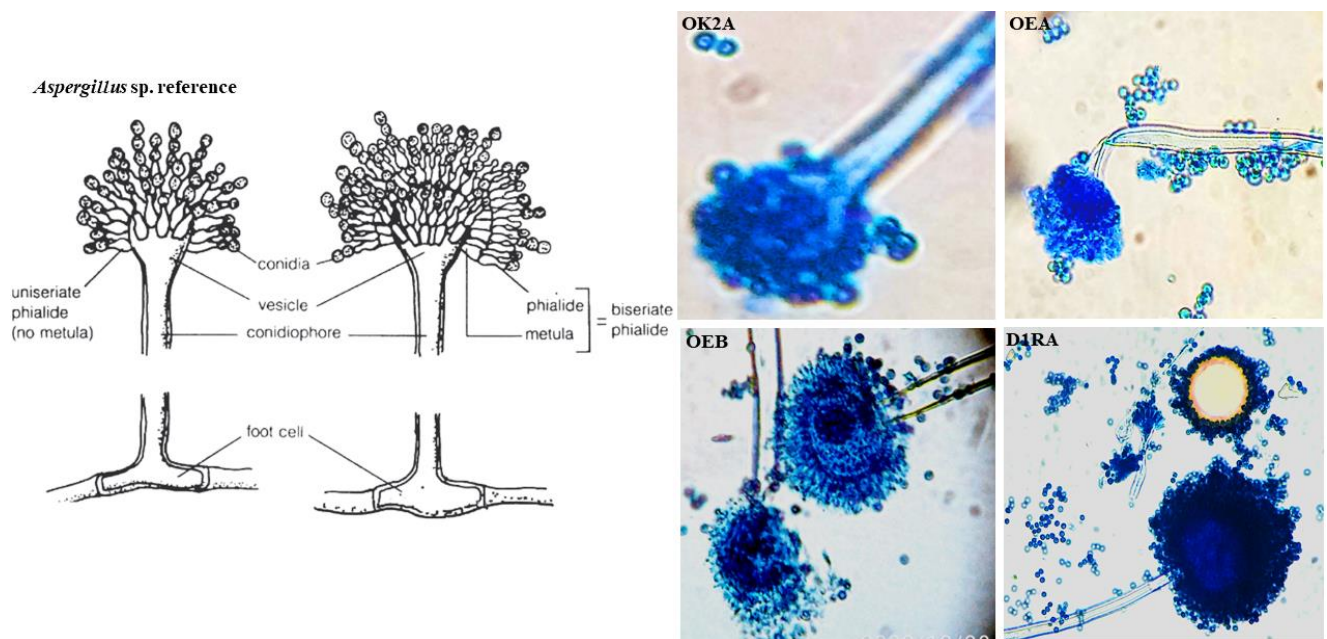 Aspergillus sp. reference
uniseriate
phialide
(no metula)
conidia
vesicle
conidiophore
phialide
metula
= biseriate
phialide
foot cell
OK2A
OEA
OEB
D1RA